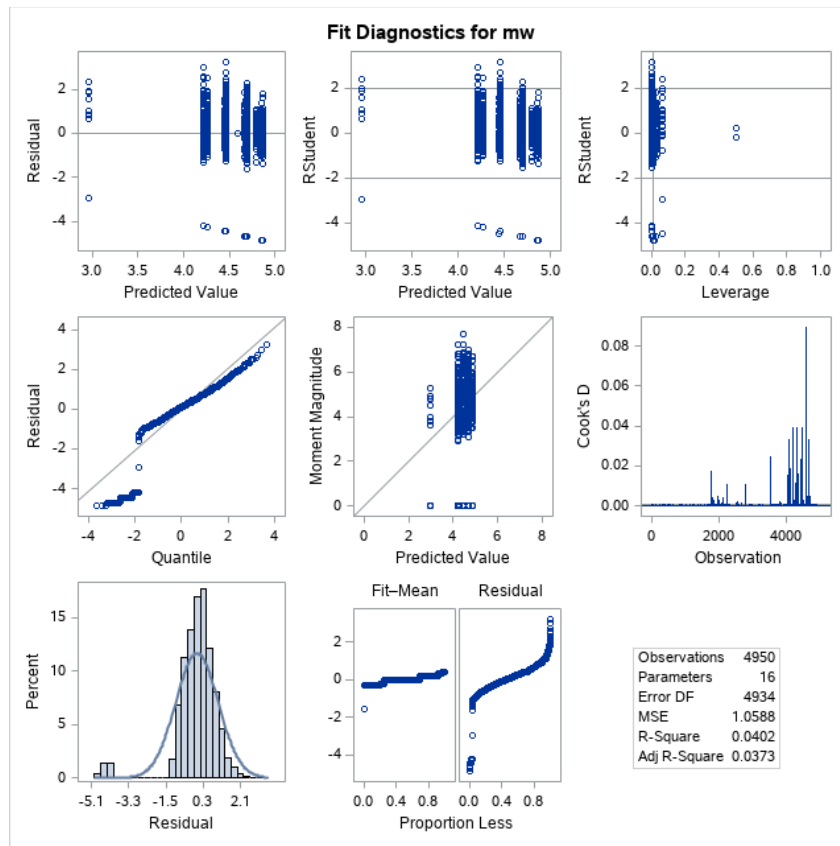 Fit Diagnostics for mw
Residual
2
0
-2
-4
3.0 3.5 4.0 4.5 5.0
Predicted Value
RStudent
2
0
-2
-4
3.0 3.5 4.0 4.5 5.0
Predicted Value
RStudent
2
0
-2
-4
0.0 0.2 0.4 0.6 0.8 1.0
Leverage
Residual
4
2
0
-2
-4
-4 -2 0 2 4
Quantile
Moment Magnitude
8
6
4
2
0
0 2 4 6 8
Predicted Value
Cook's D
0.08
0.06
0.04
0.02
0.00
0 2000 4000
Observation
Percent
15
10
5
0
-5.1 -3.3 -1.5 0.3 2.1
Residual
Fit–Mean Residual
2
0
-2
-4
0.0 0.4 0.8 0.0 0.4 0.8
Proportion Less
Observations 4950
Parameters 16
Error DF 4934
MSE 1.0588
R-Square 0.0402
Adj R-Square 0.0373